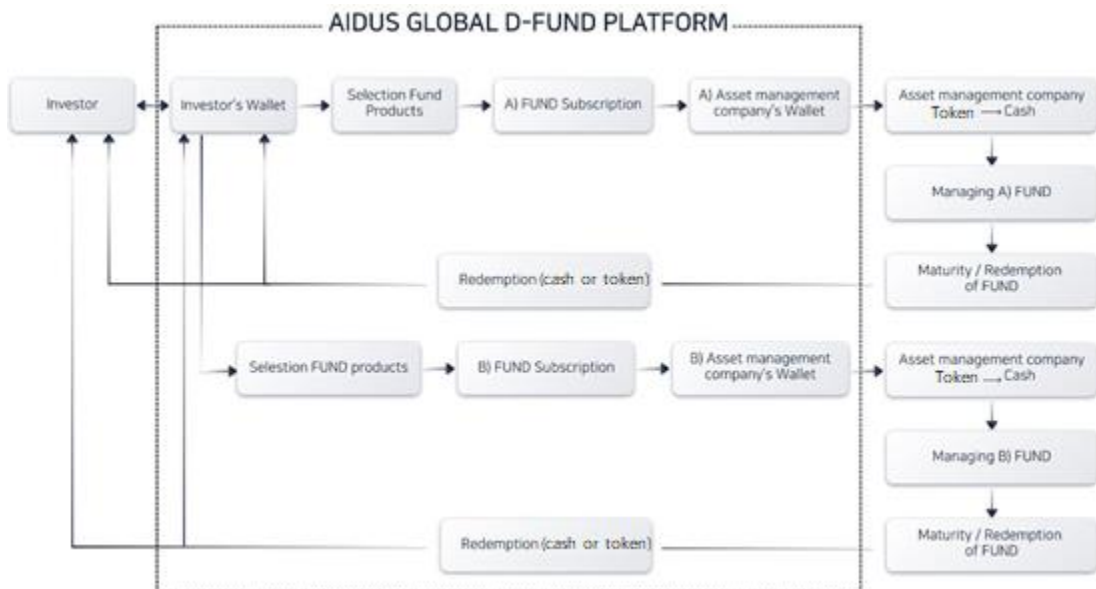 AIDUS GLOBAL D-FUND PLATFORM
Investor
Investor's Wallet
Selection Fund
Products
A) FUND Subscription
A) Asset management
company's Wallet
Asset management company
Token → Cash
Managing A) FUND
Maturity / Redemption
of FUND
Redemption (cash or token)
Selestion FUND products
B) FUND Subscription
B) Asset management
company's Wallet
Asset management company
Token → Cash
Managing B) FUND
Maturity / Redemption
of FUND
Redemption (cash or token)